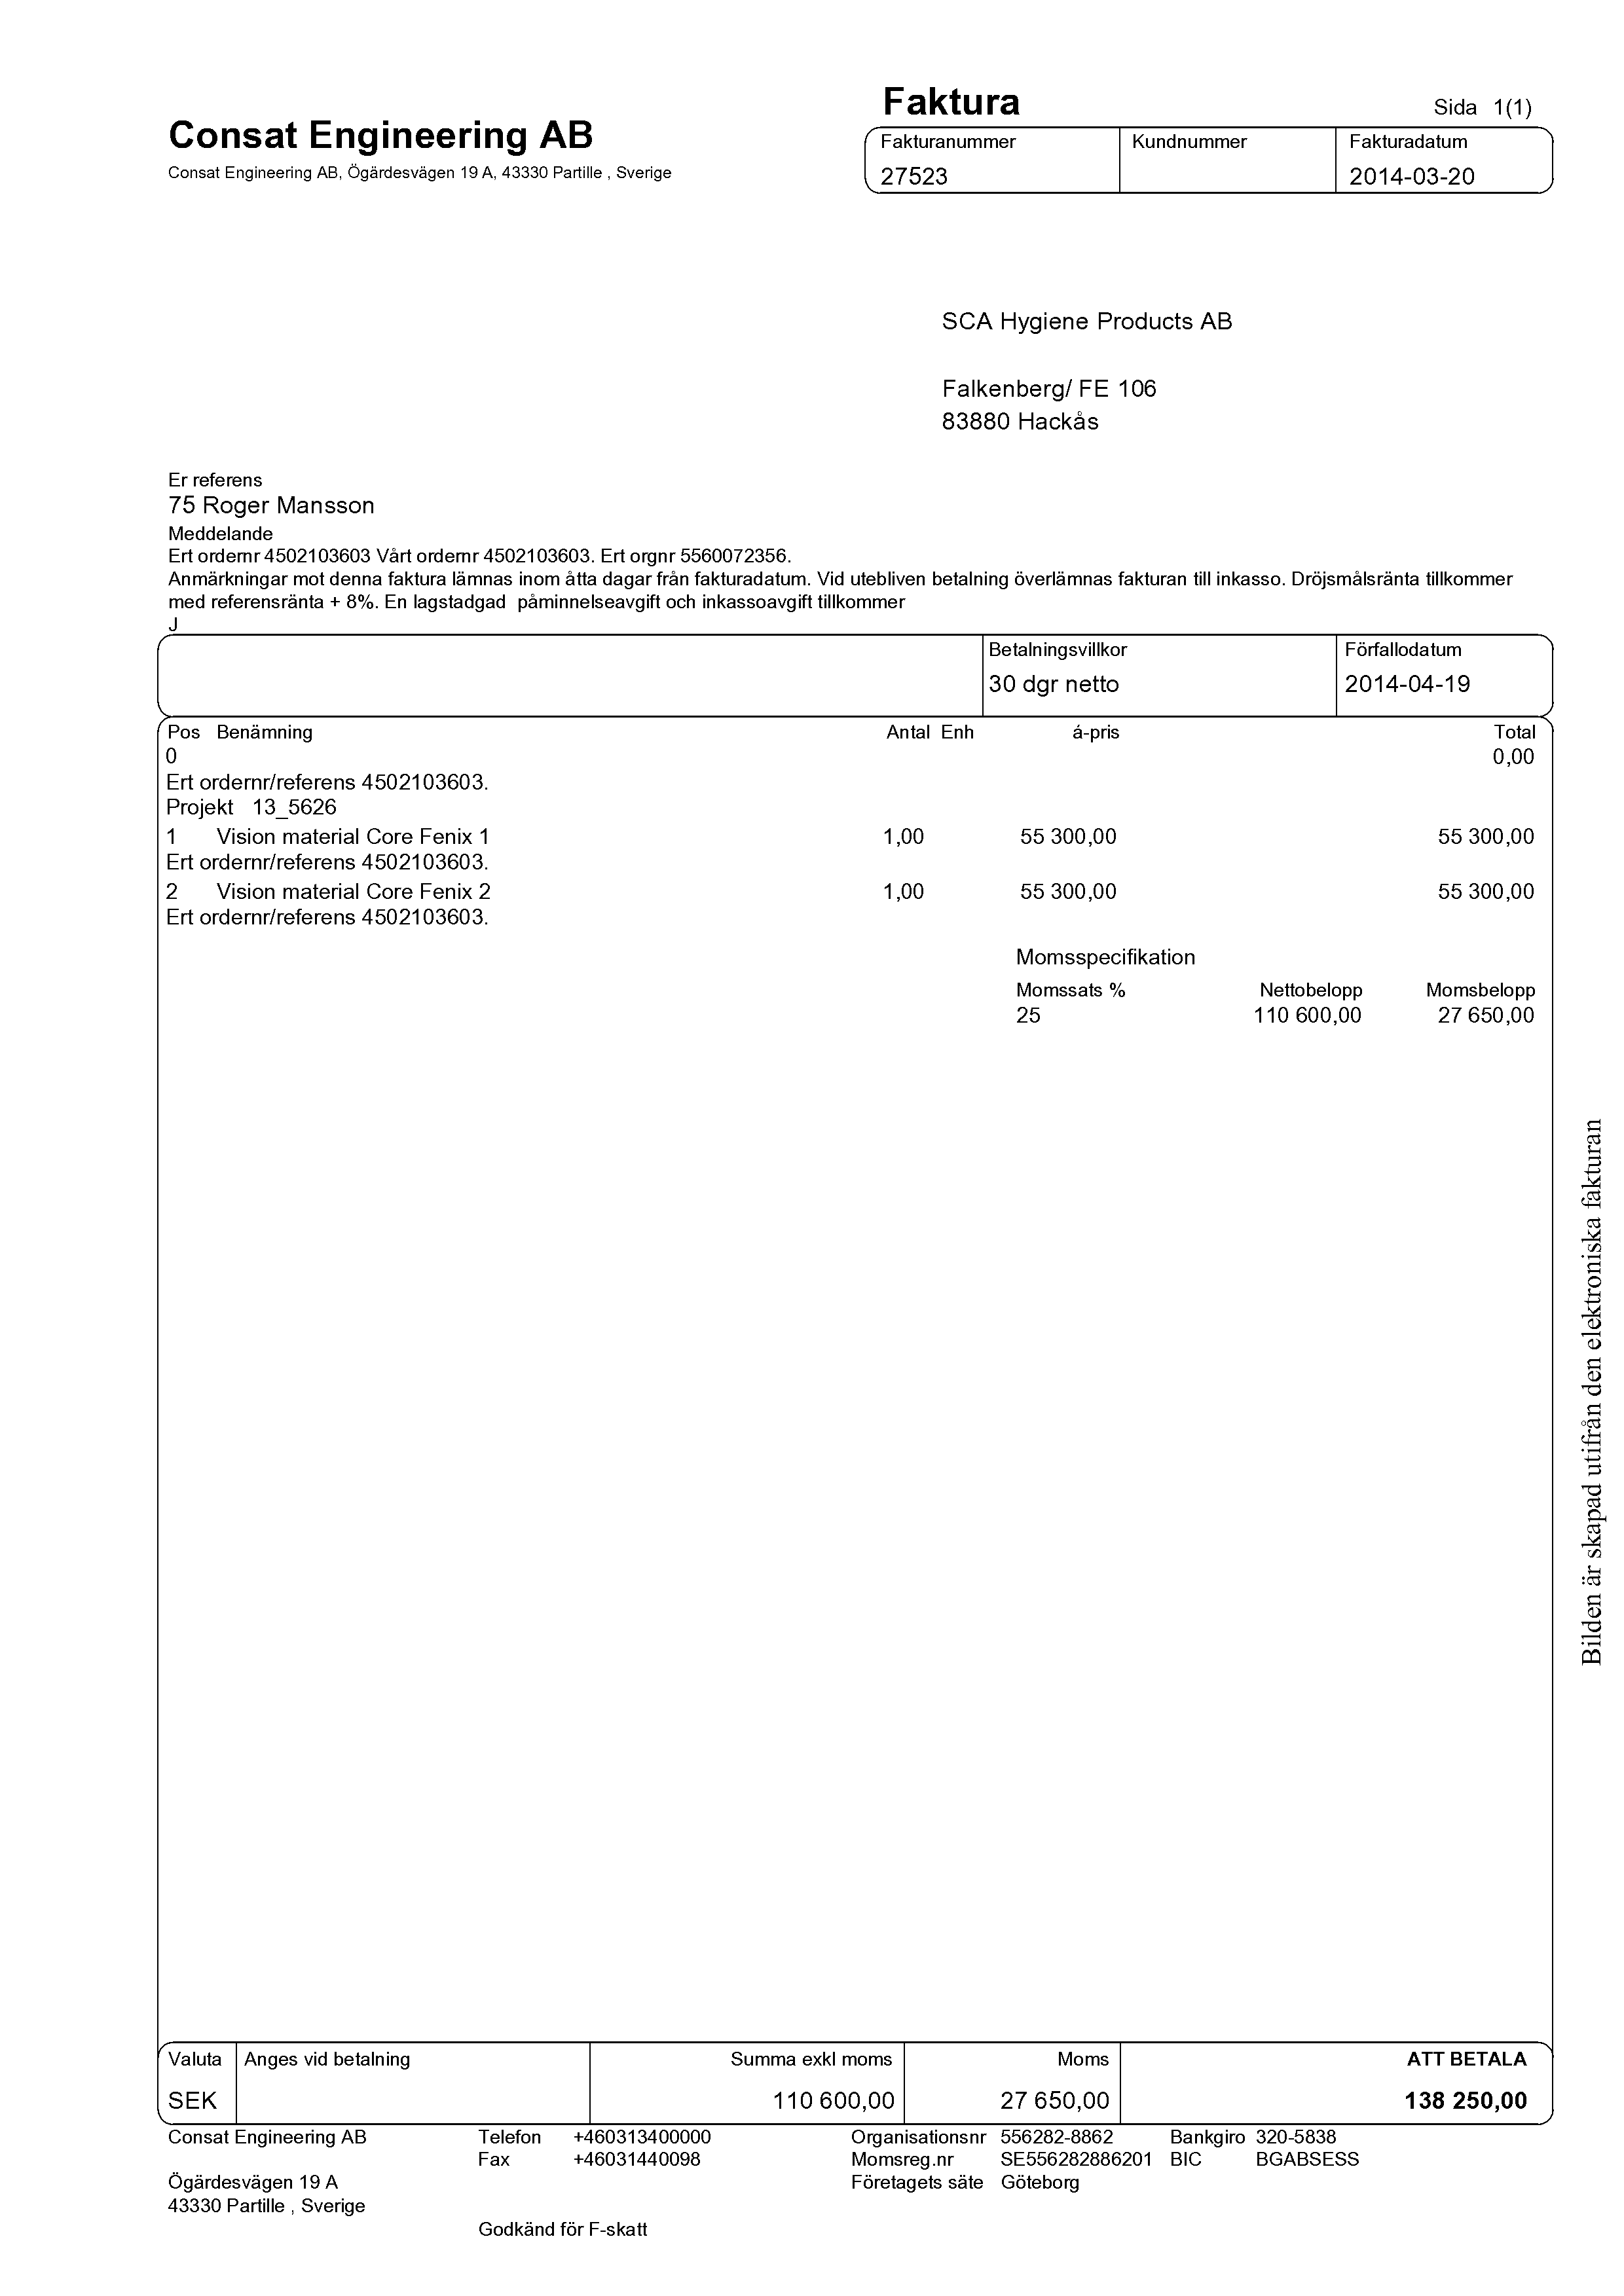 Faktura
Sida 1(1)
Consat Engineering AB
Consat Engineering AB, Ögärdesvägen 19 A, 43330 Partille , Sverige
Fakturanummer Kundnummer Fakturadatum
27523 2014-03-20
SCA Hygiene Products AB
Falkenberg/ FE 106
83880 Hackås
Er referens
75 Roger Mansson
Meddelande
Ert ordernr 4502103603 Vårt ordernr 4502103603. Ert orgnr 5560072356.
Anmärkningar mot denna faktura lämnas inom åtta dagar från fakturadatum. Vid utebliven betalning överlämnas fakturan till inkasso. Dröjsmålsränta tillkommer
med referensränta + 8%. En lagstadgad påminnelseavgift och inkassoavgift tillkommer
J
Betalningsvillkor Förfallodatum
30 dgr netto 2014-04-19
Pos Benämning Antal Enh á-pris Total
0 0,00
Ert ordernr/referens 4502103603.
Projekt 13_5626
1 Vision material Core Fenix 1 1,00 55 300,00 55 300,00
Ert ordernr/referens 4502103603.
2 Vision material Core Fenix 2 1,00 55 300,00 55 300,00
Ert ordernr/referens 4502103603.
Momsspecifikation
Momssats % Nettobelopp Momsbelopp
25 110 600,00 27 650,00
Bilden är skapad utifrån den elektroniska fakturan
Valuta Anges vid betalning Summa exkl moms Moms ATT BETALA
SEK 110 600,00 27 650,00 138 250,00
Consat Engineering AB Telefon +460313400000 Organisationsnr 556282-8862 Bankgiro 320-5838
Fax +46031440098 Momsreg.nr SE556282886201 BIC BGABSESS
Ögärdesvägen 19 A Företagets säte Göteborg
43330 Partille , Sverige
Godkänd för F-skatt